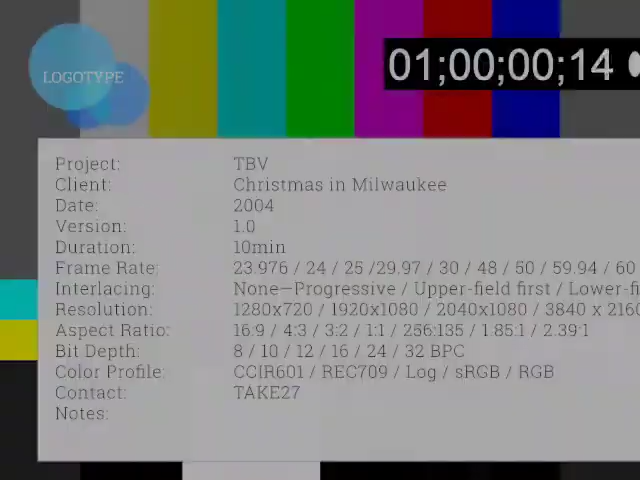 LOGOTYPE
01;00;00;14
Project: TBV
Client: Christmas in Milwaukee
Date: 2004
Version: 1.0
Duration: 10min
Frame Rate: 23.976 / 24 / 25 /29.97 / 30 / 48 / 50 / 59.94 / 60
Interlacing: None—Progressive / Upper-field first / Lower-fi
Resolution: 1280x720 / 1920x1080 / 2040x1080 / 3840 x 2160
Aspect Ratio: 16:9 / 4:3 / 3:2 / 1:1 / 256:135 / 1.85:1 / 2.39:1
Bit Depth: 8 / 10 / 12 / 16 / 24 / 32 BPC
Color Profile: CCIR601 / REC709 / Log / sRGB / RGB
Contact: TAKE27
Notes: